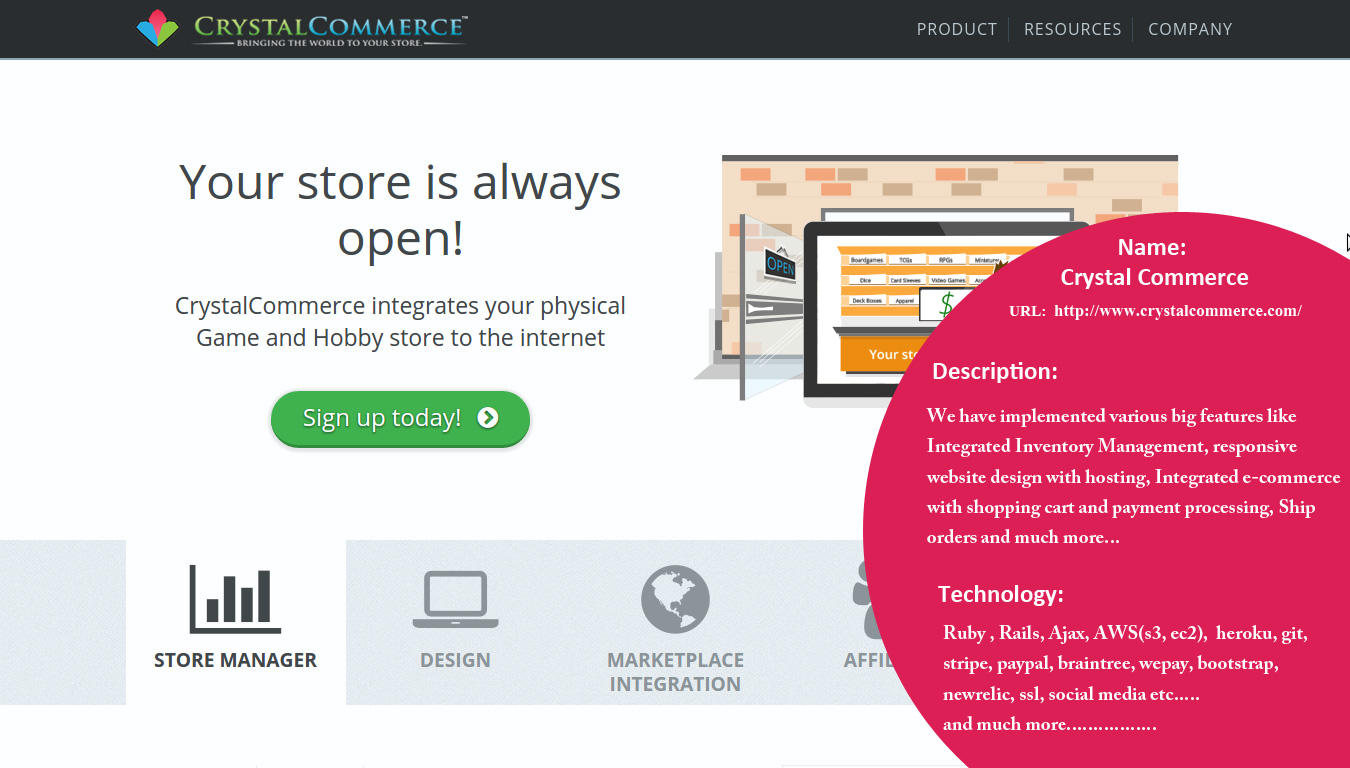 CRYSTALCOMMERCE™
BRINGING THE WORLD TO YOUR STORE.
PRODUCT
RESOURCES
COMPANY
Your store is always
open!
CrystalCommerce integrates your physical
Game and Hobby store to the internet
Sign up today!
OPEN
Boardgames TCGs RPGs Miniatures
Dice Card Sleeves Video Games
Deck Boxes Apparel
$
Your
Name:
Crystal Commerce
URL: http://www.crystalcommerce.com/
Description:
We have implemented various big features like
Integrated Inventory Management, responsive
website design with hosting, Integrated e-commerce
with shopping cart and payment processing, Ship
orders and much more...
Technology:
Ruby , Rails, Ajax, AWS(s3, ec2), heroku, git,
stripe, paypal, braintree, wepay, bootstrap,
newrelic, ssl, social media etc.....
and much more.................
STORE MANAGER
DESIGN
MARKETPLACE
INTEGRATION
AFFIL